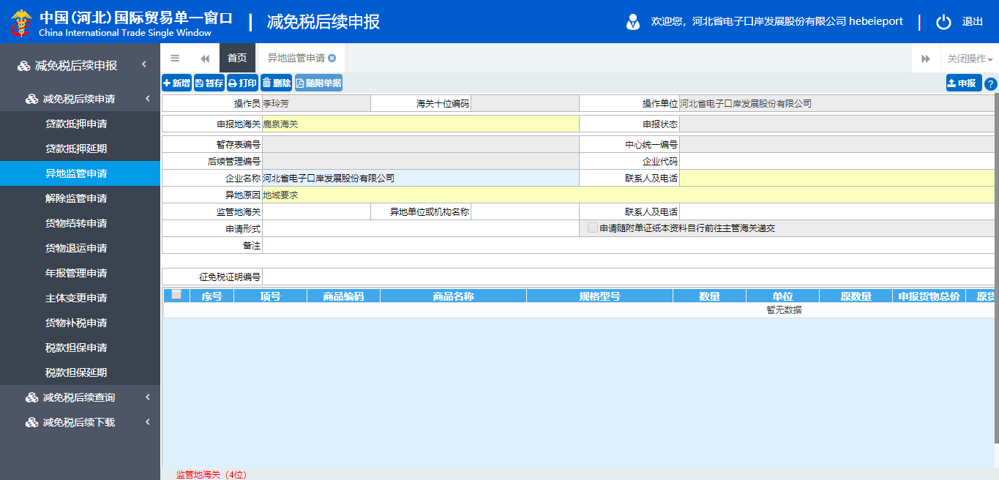 中国(河北)国际贸易单一窗口
China International Trade Single Window
减免税后续申报
欢迎您，河北省电子口岸发展股份有限公司 hebeieport
退出
减免税后续申报
减免税后续申请
贷款抵押申请
贷款抵押延期
异地监管申请
解除监管申请
货物结转申请
货物退运申请
年报管理申请
主体变更申请
货物补税申请
税款担保申请
税款担保延期
减免税后续查询
减免税后续下载
首页 异地监管申请 关闭操作
新增 暂存 打印 删除 随附单据 申报 ?
操作员 李玲芳 海关十位编码 操作单位 河北省电子口岸发展股份有限公司
申报地海关 鹿泉海关 申报状态
暂存表编号 中心统一编号
后续管理编号 企业代码
企业名称 河北省电子口岸发展股份有限公司 联系人及电话
异地原因 地域要求
监管地海关 异地单位或机构名称 联系人及电话
申请形式 申请随附单证纸本资料自行前往主管海关递交
备注
征免税证明编号
序号 项号 商品编码 商品名称 规格型号 数量 单位 原数量 申报货物总价 原货
暂无数据
监管地海关（4位）